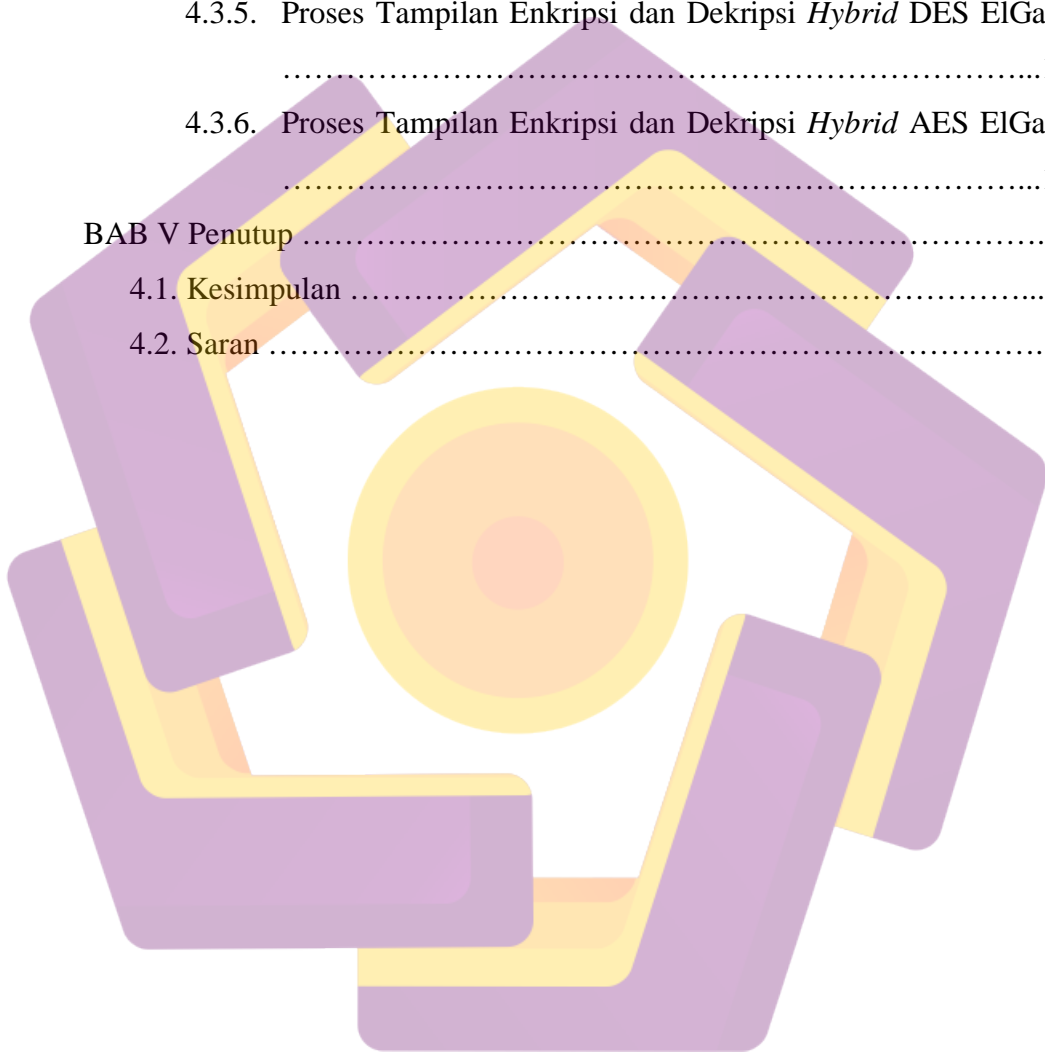 4.3.5. Proses Tampilan Enkripsi dan Dekripsi Hybrid DES ElGa
…………………………………………………………...
4.3.6. Proses Tampilan Enkripsi dan Dekripsi Hybrid AES ElGa
…………………………………………………………...
BAB V Penutup …………………………………………………………….
4.1. Kesimpulan ………………………………………………………...
4.2. Saran ……………………………………………………………….